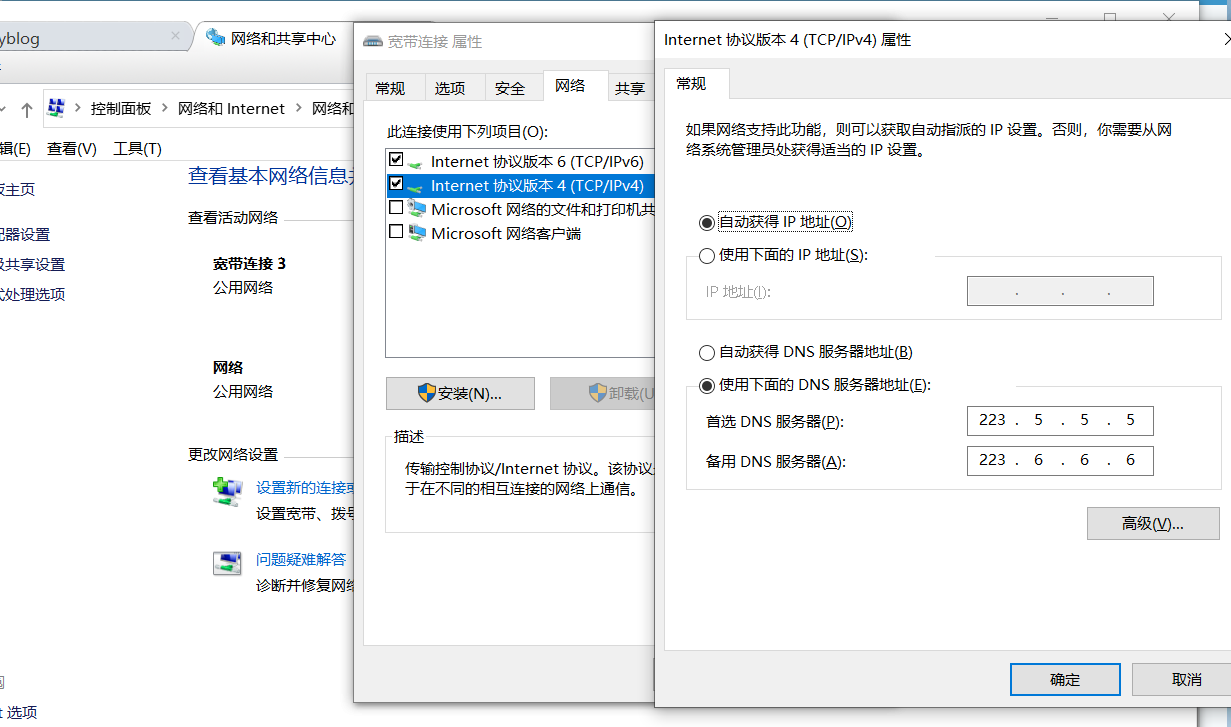 yblog
网络和共享中心
控制面板
网络和 Internet
网络和
辑(E)
查看(V)
工具(T)
主页
配器设置
共享设置
式处理选项
查看基本网络信息
查看活动网络
宽带连接 3
公用网络
网络
公用网络
更改网络设置
设置新的连接或
设置宽带、拨号
问题疑难解答
诊断并修复网络
t 选项
宽带连接 属性
常规
选项
安全
网络
共享
此连接使用下列项目(O):
Internet 协议版本 6 (TCP/IPv6)
Internet 协议版本 4 (TCP/IPv4)
Microsoft 网络的文件和打印机共
Microsoft 网络客户端
安装(N)...
卸载(U
描述
传输控制协议/Internet 协议。该协议
于在不同的相互连接的网络上通信。
Internet 协议版本 4 (TCP/IPv4) 属性
常规
如果网络支持此功能，则可以获取自动指派的 IP 设置。否则，你需要从网
络系统管理员处获得适当的 IP 设置。
自动获得 IP 地址(O)
使用下面的 IP 地址(S):
IP 地址(I):
. . .
自动获得 DNS 服务器地址(B)
使用下面的 DNS 服务器地址(E):
首选 DNS 服务器(P):
223 . 5 . 5 . 5
备用 DNS 服务器(A):
223 . 6 . 6 . 6
高级(V)...
确定
取消